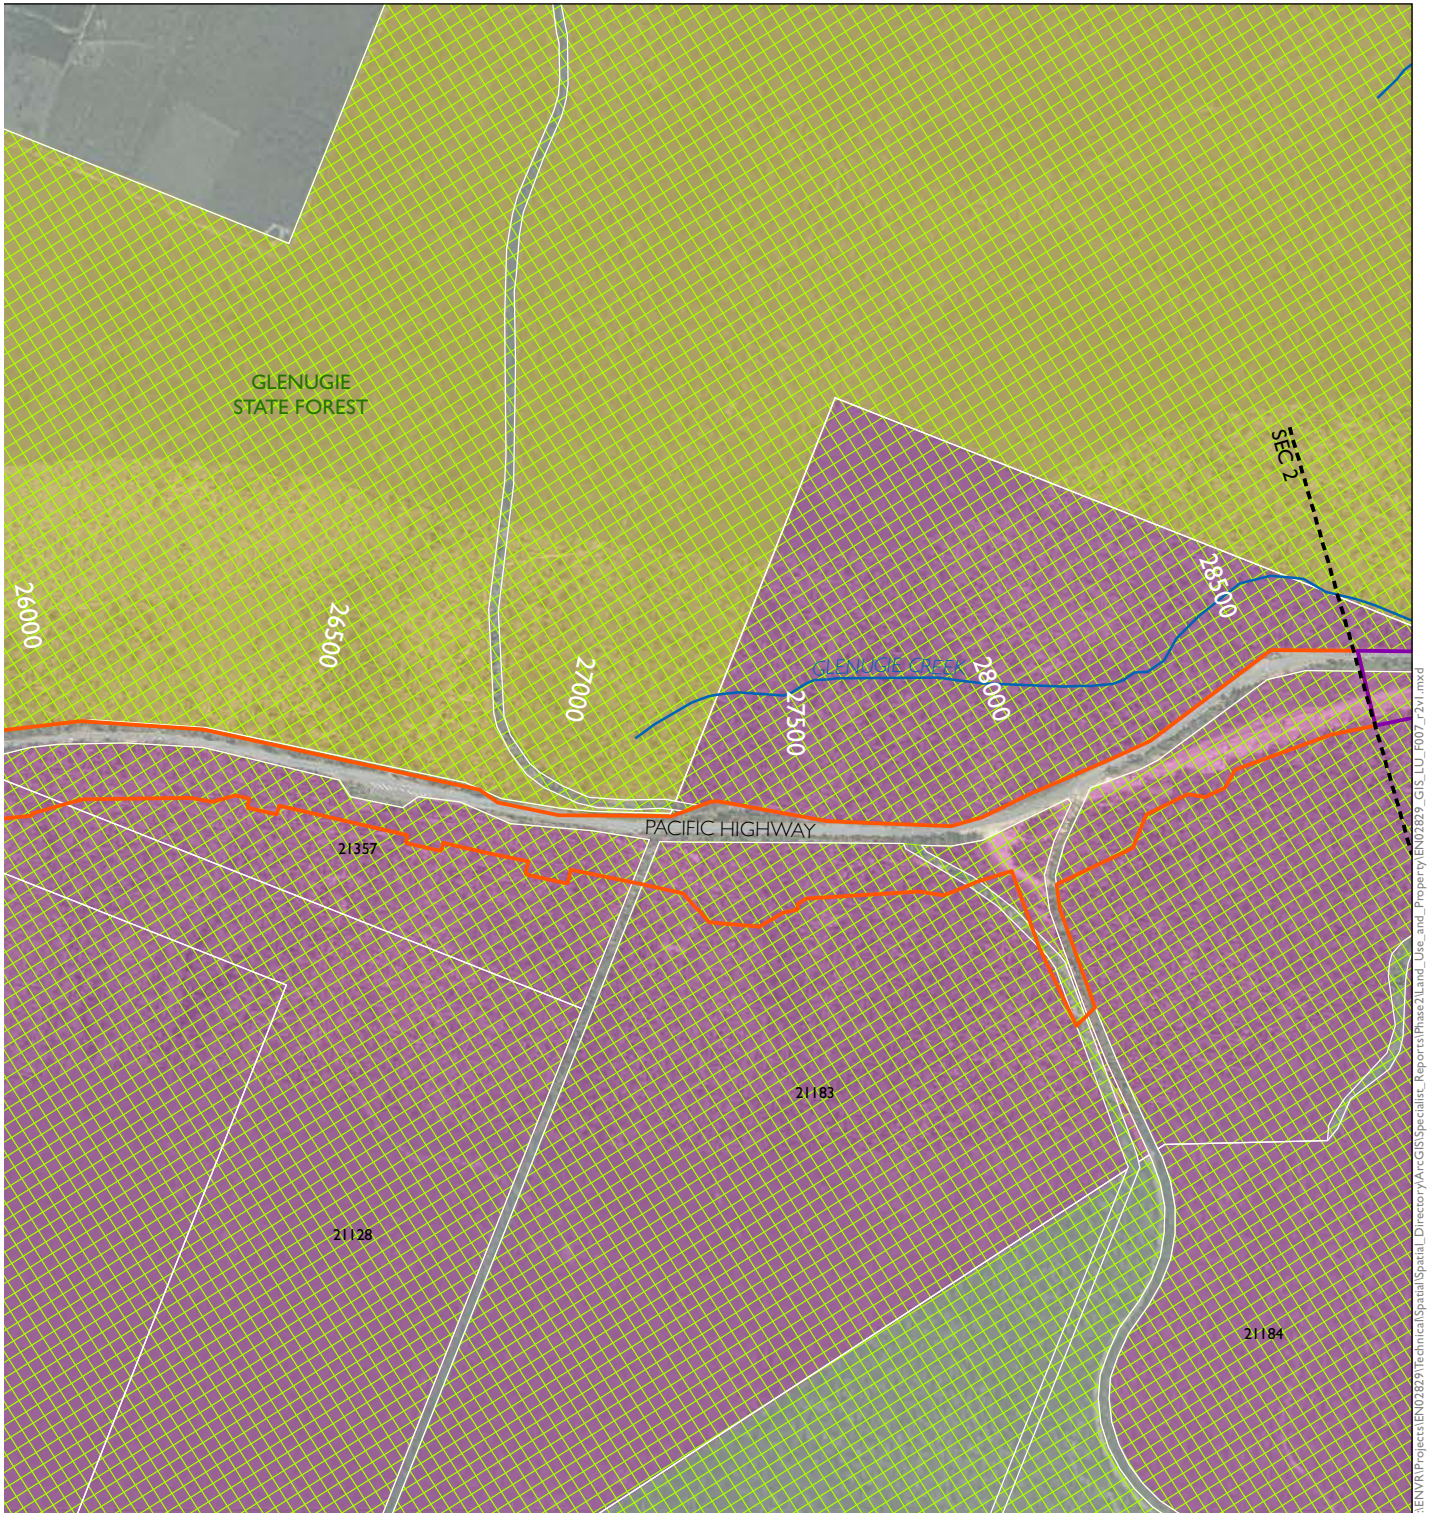 GLENUGIE
STATE FOREST
SEC 2
26000
26500
27000
27500
28000
28500
GLENUGIE CREEK
PACIFIC HIGHWAY
21357
21183
21128
21184
:\ENVR\Projects\EN02829\Technical\Spatial\Spatial_Directory\ArcGIS\Specialist_Reports\Phase2\Land_Use_and_Property\EN02829_GIS_LU_F007_r2v1.mxd